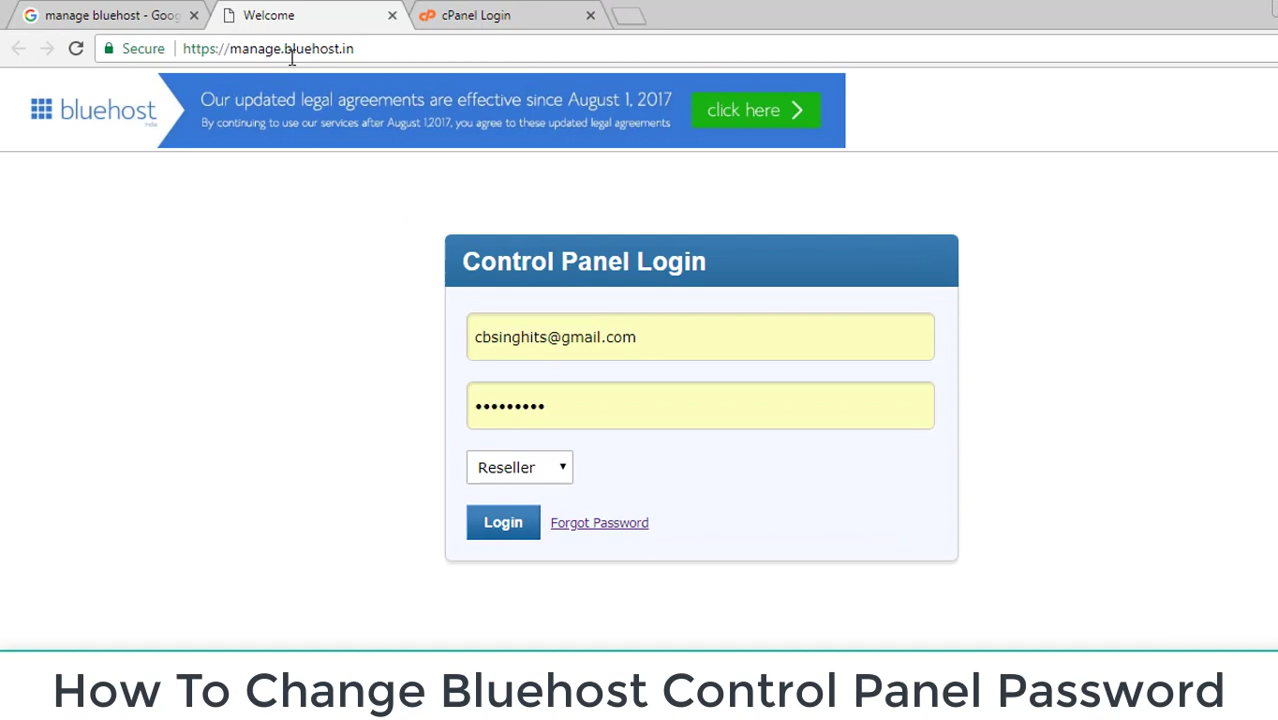 manage bluehost - Goog
Welcome
cPanel Login
Secure
https://manage.bluehost.in
bluehost
india
Our updated legal agreements are effective since August 1, 2017
By continuing to use our services after August 1,2017, you agree to these updated legal agreements
click here
Control Panel Login
cbsinghits@gmail.com
•••••••••
Reseller
Login Forgot Password
How To Change Bluehost Control Panel Password